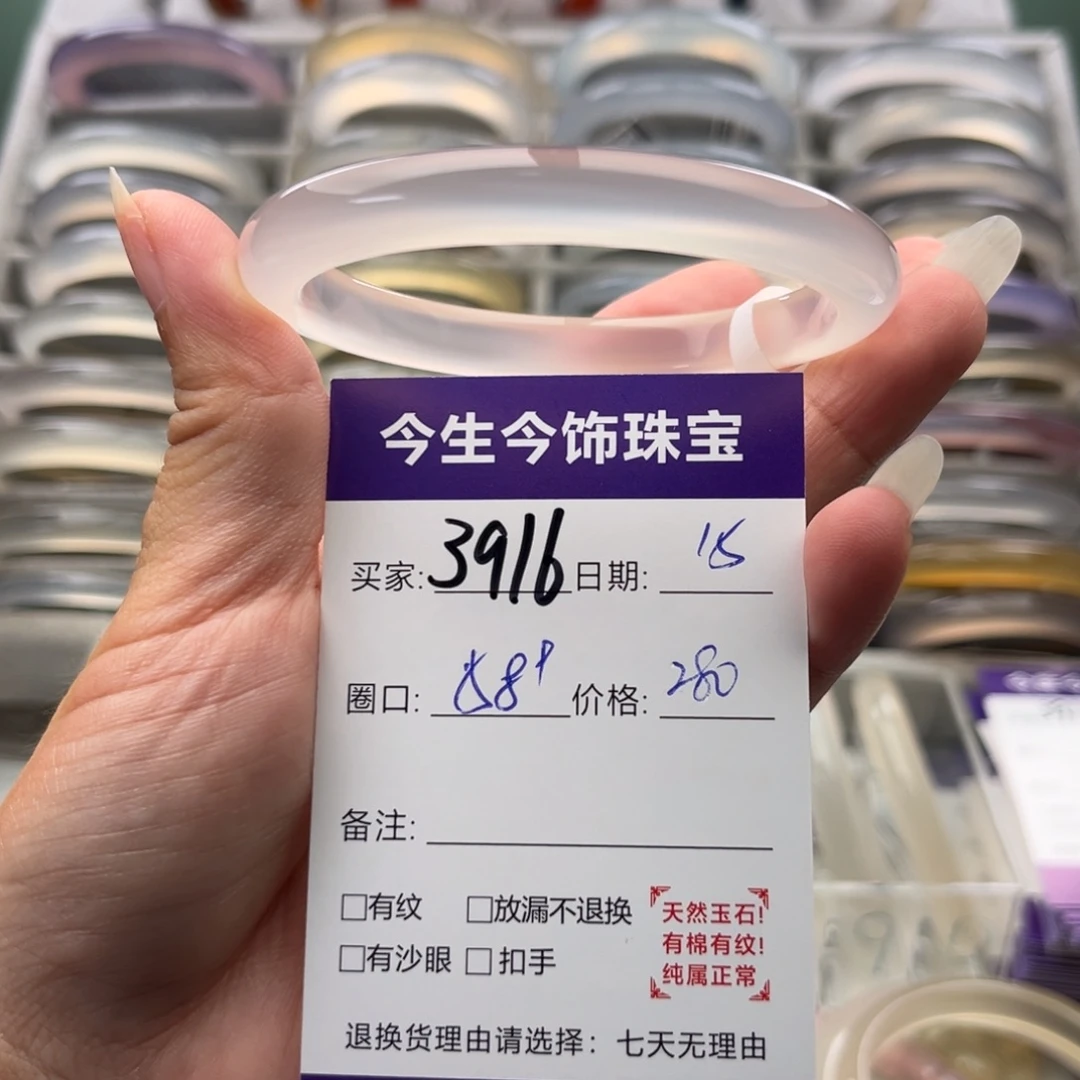 今生今饰珠宝
买家: 3916 日期: 15
圈口: 58+ 价格: 280
备注:
□有纹 □放漏不退换
□有沙眼 □扣手
天然玉石!
有棉有纹!
纯属正常
退换货理由请选择：七天无理由